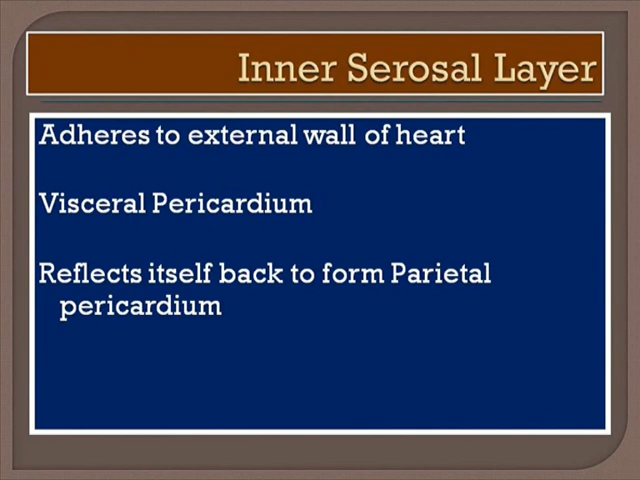 Inner Serosal Layer
Adheres to external wall of heart
Visceral Pericardium
Reflects itself back to form Parietal
pericardium